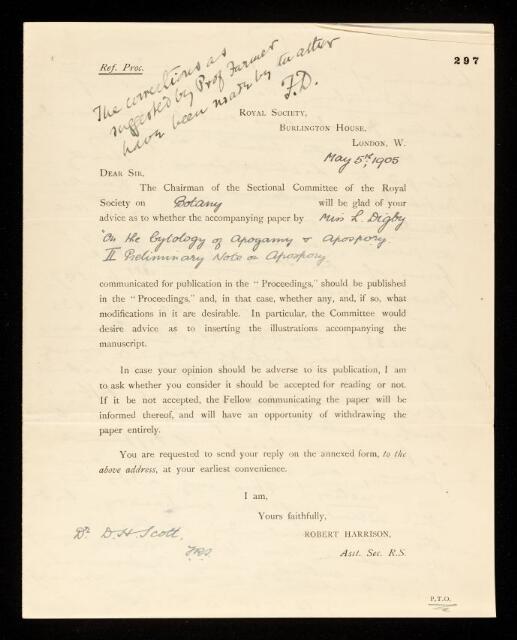 Ref. Proc.
297
The corrections as
suggested by Prof Farmer
have been made by the author
F.D.
ROYAL SOCIETY,
BURLINGTON HOUSE,
LONDON, W.
May 5th, 1905
DEAR SIR,
The Chairman of the Sectional Committee of the Royal
Society on Botany will be glad of your
advice as to whether the accompanying paper by Miss L. Digby
"On the Cytology of Apogamy & Apospory.
II Preliminary Note on Apospory.
communicated for publication in the "Proceedings," should be published
in the "Proceedings," and, in that case, whether any, and, if so, what
modifications in it are desirable. In particular, the Committee would
desire advice as to inserting the illustrations accompanying the
manuscript.
In case your opinion should be adverse to its publication, I am
to ask whether you consider it should be accepted for reading or not.
If it be not accepted, the Fellow communicating the paper will be
informed thereof, and will have an opportunity of withdrawing the
paper entirely.
You are requested to send your reply on the annexed form, to the
above address, at your earliest convenience.
I am,
Yours faithfully,
ROBERT HARRISON,
Asst. Sec. R.S.
Dr. D. H. Scott,
F.R.S.
P.T.O.